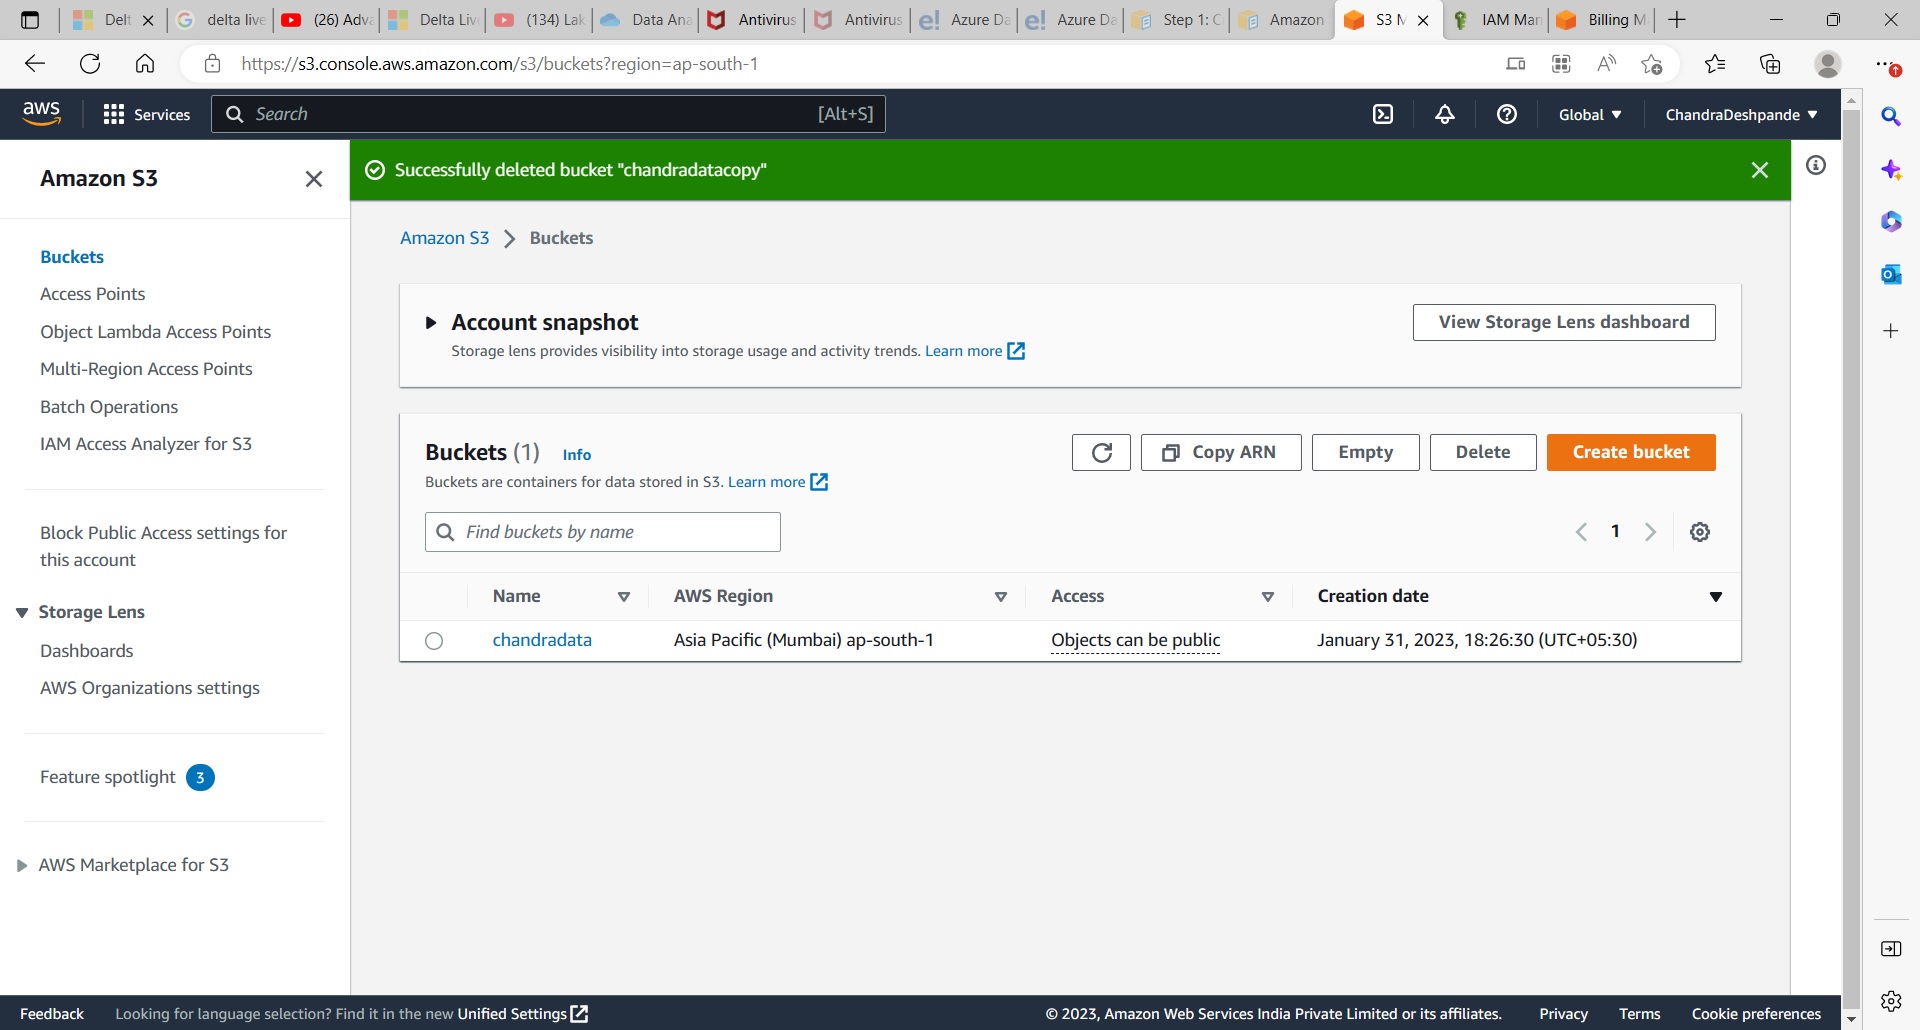 Delt
delta live
(26) Adva
Delta Liv
(134) Lak
Data Ana
Antivirus
Antivirus
Azure Da
Azure Da
Step 1: C
Amazon
S3 M
IAM Man
Billing M
https://s3.console.aws.amazon.com/s3/buckets?region=ap-south-1
aws
Services
Search
[Alt+S]
Global
ChandraDeshpande
Amazon S3
Buckets
Access Points
Object Lambda Access Points
Multi-Region Access Points
Batch Operations
IAM Access Analyzer for S3
Block Public Access settings for
this account
Storage Lens
Dashboards
AWS Organizations settings
Feature spotlight 3
AWS Marketplace for S3
Successfully deleted bucket "chandradatacopy"
Amazon S3 > Buckets
Account snapshot
Storage lens provides visibility into storage usage and activity trends. Learn more
View Storage Lens dashboard
Buckets (1) Info
Buckets are containers for data stored in S3. Learn more
Copy ARN
Empty
Delete
Create bucket
Find buckets by name
1
Name AWS Region Access Creation date
chandradata Asia Pacific (Mumbai) ap-south-1 Objects can be public January 31, 2023, 18:26:30 (UTC+05:30)
Feedback
Looking for language selection? Find it in the new Unified Settings
© 2023, Amazon Web Services India Private Limited or its affiliates.
Privacy
Terms
Cookie preferences